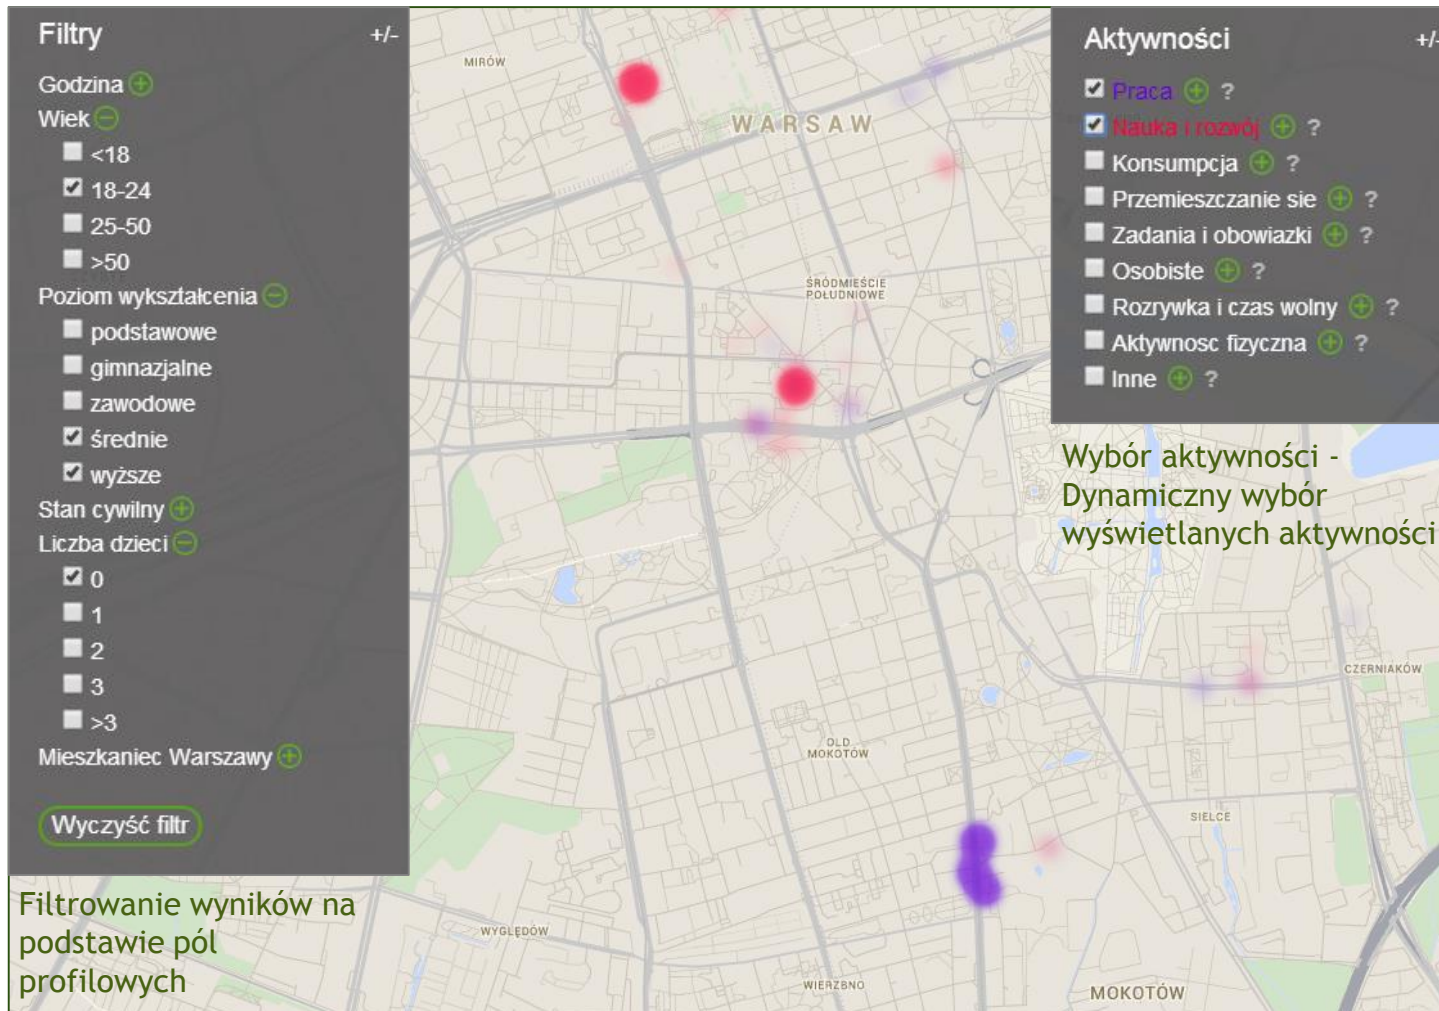 Filtry +/-
Godzina
Wiek
<18
18-24
25-50
>50
Poziom wykształcenia
podstawowe
gimnazjalne
zawodowe
średnie
wyższe
Stan cywilny
Liczba dzieci
0
1
2
3
>3
Mieszkaniec Warszawy
Wyczyść filtr
Filtrowanie wyników na
podstawie pól
profilowych
MIRÓW
WARSAW
ŚRÓDMIEŚCIE
POŁUDNIOWE
OLD
MOKOTÓW
WYGLĘDÓW
WIERZBNO
MOKOTÓW
SIELCE
CZERNIAKÓW
Aktywności +/-
Praca ?
Nauka i rozwój ?
Konsumpcja ?
Przemieszczanie sie ?
Zadania i obowiazki ?
Osobiste ?
Rozrywka i czas wolny ?
Aktywnosc fizyczna ?
Inne ?
Wybór aktywności -
Dynamiczny wybór
wyświetlanych aktywności